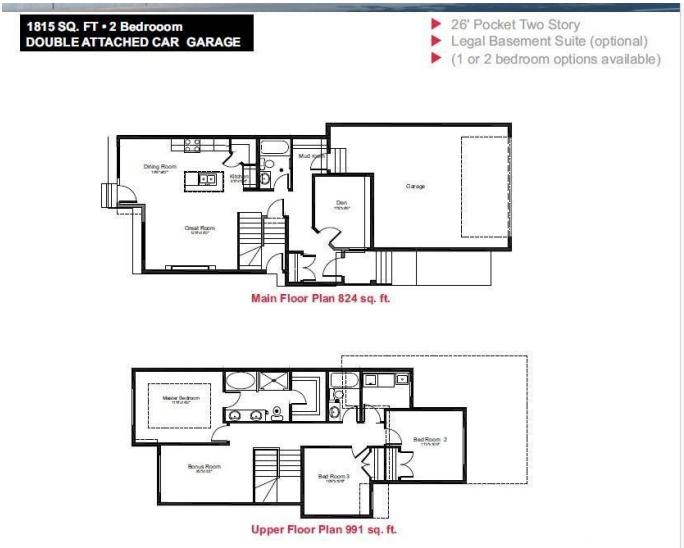 1815 SQ. FT • 2 Bedrooom
DOUBLE ATTACHED CAR GARAGE
26' Pocket Two Story
Legal Basement Suite (optional)
(1 or 2 bedroom options available)
Dining Room
Kitchen
Mud room
Garage
Den
Great Room
Main Floor Plan 824 sq. ft.
Master Bedroom
Bed Room 2
Bonus Room
Bed Room 3
Upper Floor Plan 991 sq. ft.